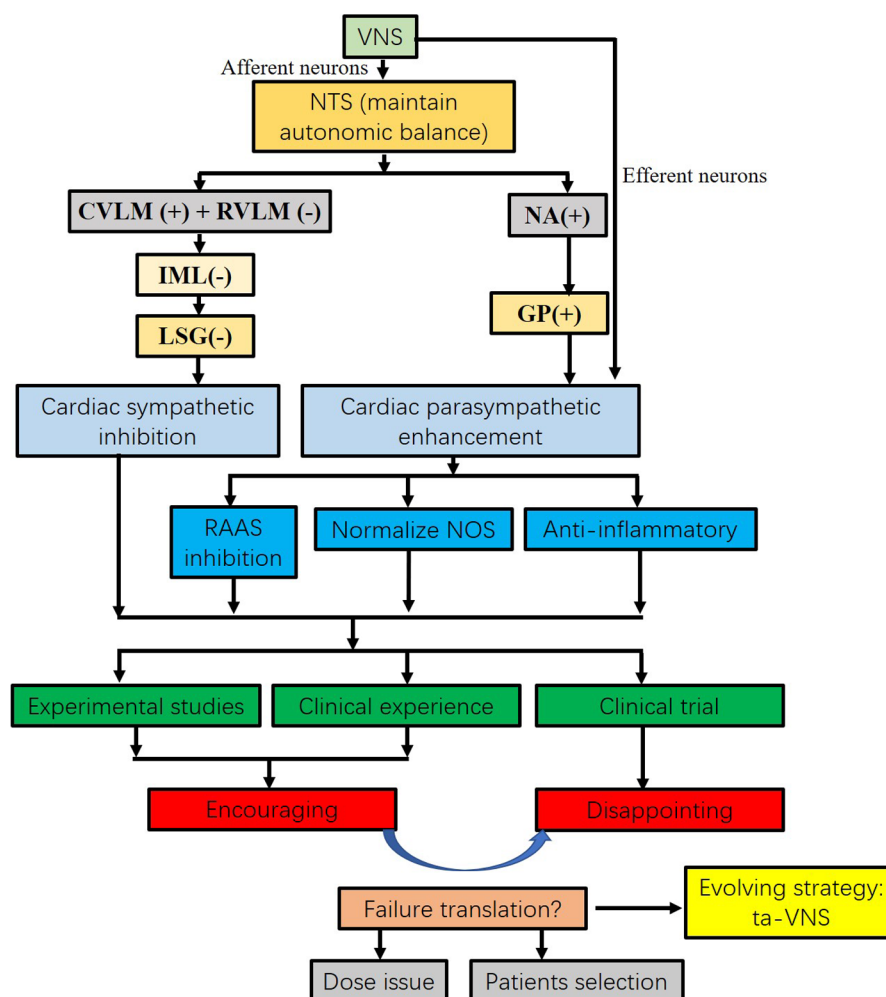 VNS
Afferent neurons
NTS (maintain
autonomic balance)
Efferent neurons
CVLM (+) + RVLM (-)
NA(+)
IML(-)
GP(+)
LSG(-)
Cardiac sympathetic
inhibition
Cardiac parasympathetic
enhancement
RAAS
inhibition
Normalize NOS
Anti-inflammatory
Experimental studies
Clinical experience
Clinical trial
Encouraging
Disappointing
Failure translation?
Evolving strategy:
ta-VNS
Dose issue
Patients selection